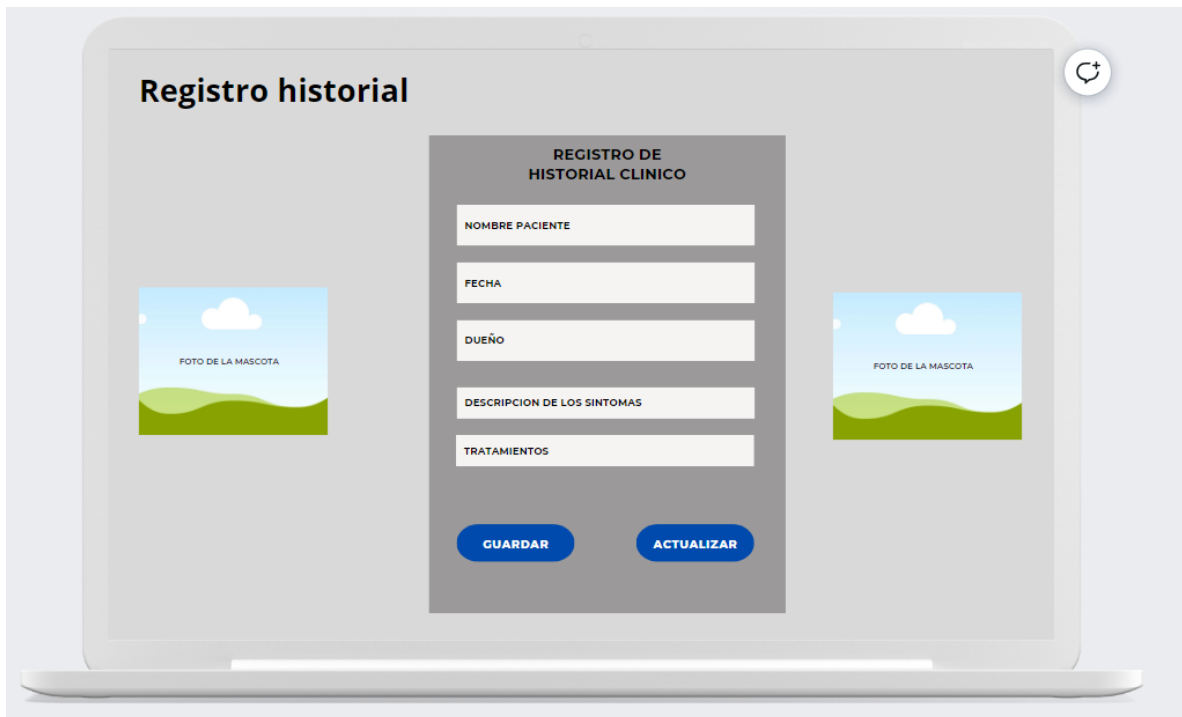 Registro historial
REGISTRO DE
HISTORIAL CLINICO
NOMBRE PACIENTE
FECHA
DUEÑO
FOTO DE LA MASCOTA
FOTO DE LA MASCOTA
DESCRIPCION DE LOS SINTOMAS
TRATAMIENTOS
GUARDAR
ACTUALIZAR